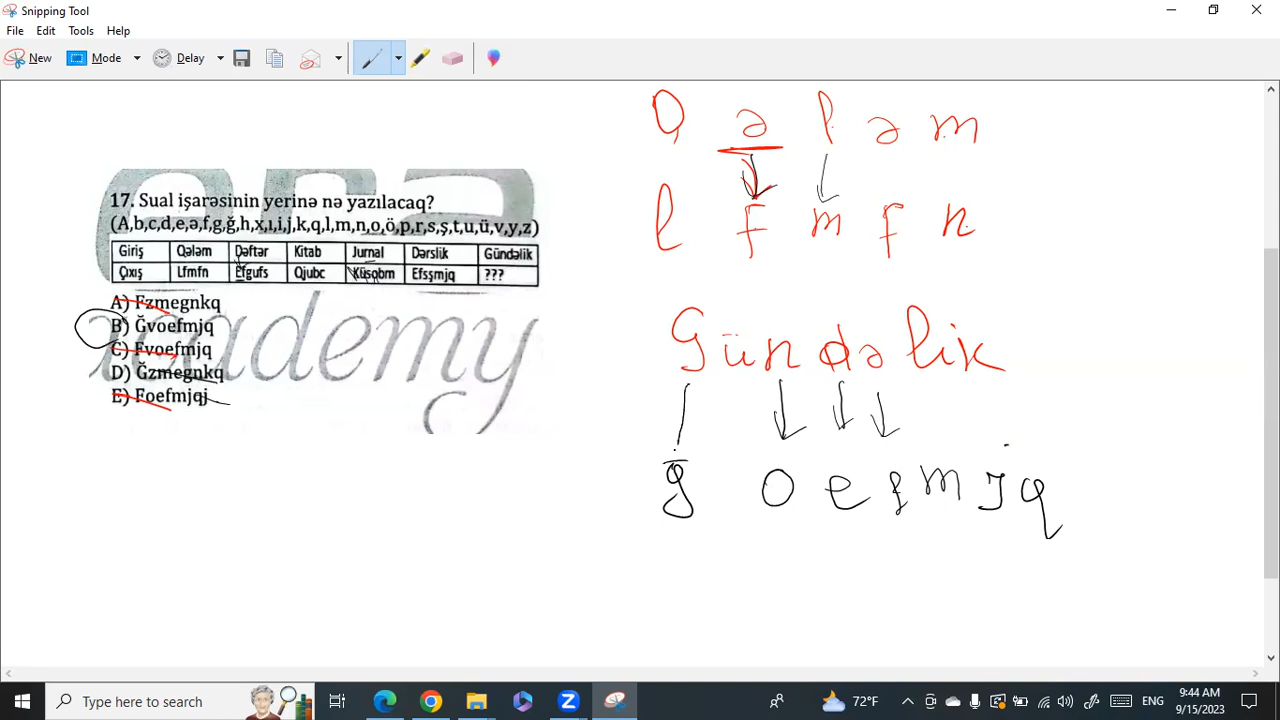 Snipping Tool
File Edit Tools Help
New Mode Delay
17. Sual işarəsinin yerinə nə yazılacaq?
(A,b,c,d,e,ə,f,g,ğ,h,x,ı,i,j,k,q,l,m,n,o,ö,p,r,s,ş,t,u,ü,v,y,z)
Giriş Qələm Dəftər Kitab Jurnal Dərslik Gündəlik
Çıxış Lfmfn Efgufs Qjubc Küsobm Efsşmjq ???
A) Fzmegnkq
B) Ğvoefmjq
C) Fvoefmjq
D) Ğzmegnkq
E) Foefmjqj
academy
Q ə l ə m
l f m f n
Gündəlik
ğ o e f m j q
Type here to search
72°F
ENG
9:44 AM
9/15/2023